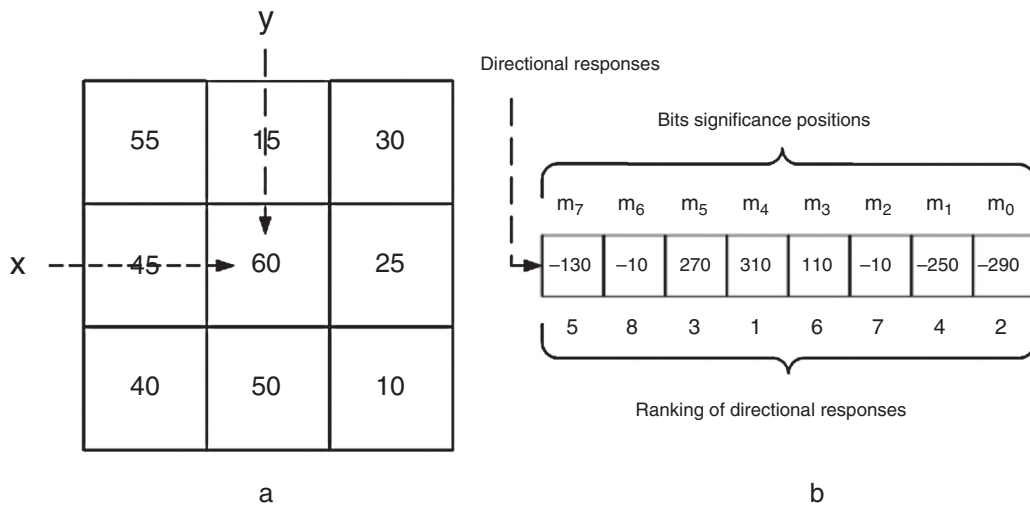 y
55 15 30
x 45 60 25
40 50 10
a
Directional responses
Bits significance positions
m7 m6 m5 m4 m3 m2 m1 m0
–130 –10 270 310 110 –10 –250 –290
5 8 3 1 6 7 4 2
Ranking of directional responses
b